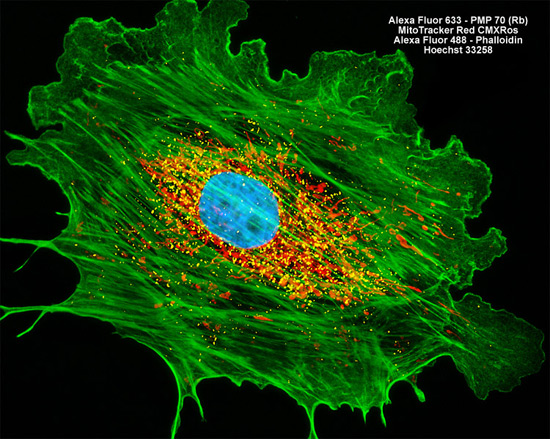 Alexa Fluor 633 - PMP 70 (Rb)
MitoTracker Red CMXRos
Alexa Fluor 488 - Phalloidin
Hoechst 33258